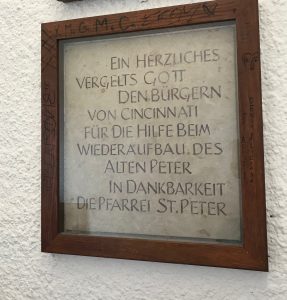 EIN HERZLICHES
VERGELTS GOTT
DEN BÜRGERN
VON CINCINNATI
FÜR DIE HILFE BEIM
WIEDERAUFBAU DES
ALTEN PETER
IN DANKBARKEIT
DIE PFARREI ST. PETER